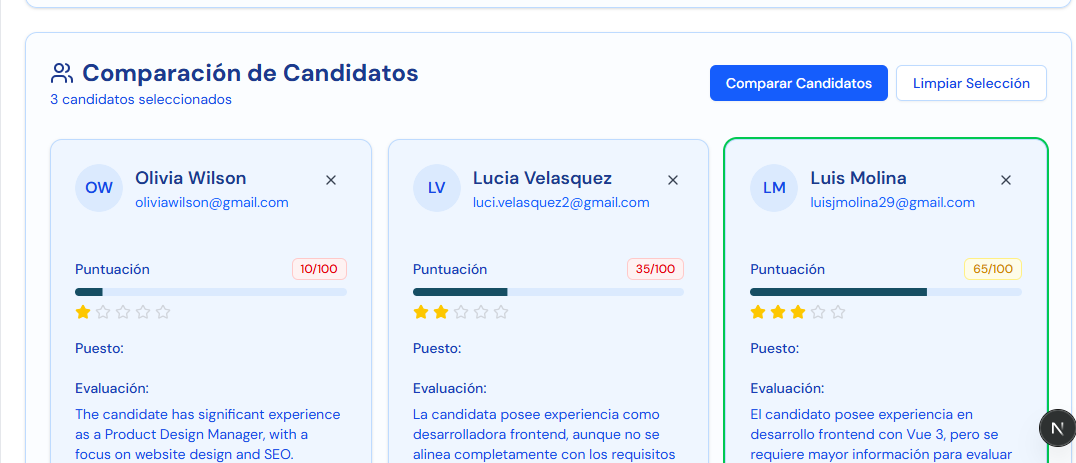 Comparación de Candidatos
3 candidatos seleccionados
Comparar Candidatos
Limpiar Selección
OW
Olivia Wilson
oliviawilson@gmail.com
Puntuación
10/100
Puesto:
Evaluación:
The candidate has significant experience
as a Product Design Manager, with a
focus on website design and SEO.
LV
Lucia Velasquez
luci.velasquez2@gmail.com
Puntuación
35/100
Puesto:
Evaluación:
La candidata posee experiencia como
desarrolladora frontend, aunque no se
alinea completamente con los requisitos
LM
Luis Molina
luisjmolina29@gmail.com
Puntuación
65/100
Puesto:
Evaluación:
El candidato posee experiencia en
desarrollo frontend con Vue 3, pero se
requiere mayor información para evaluar
N